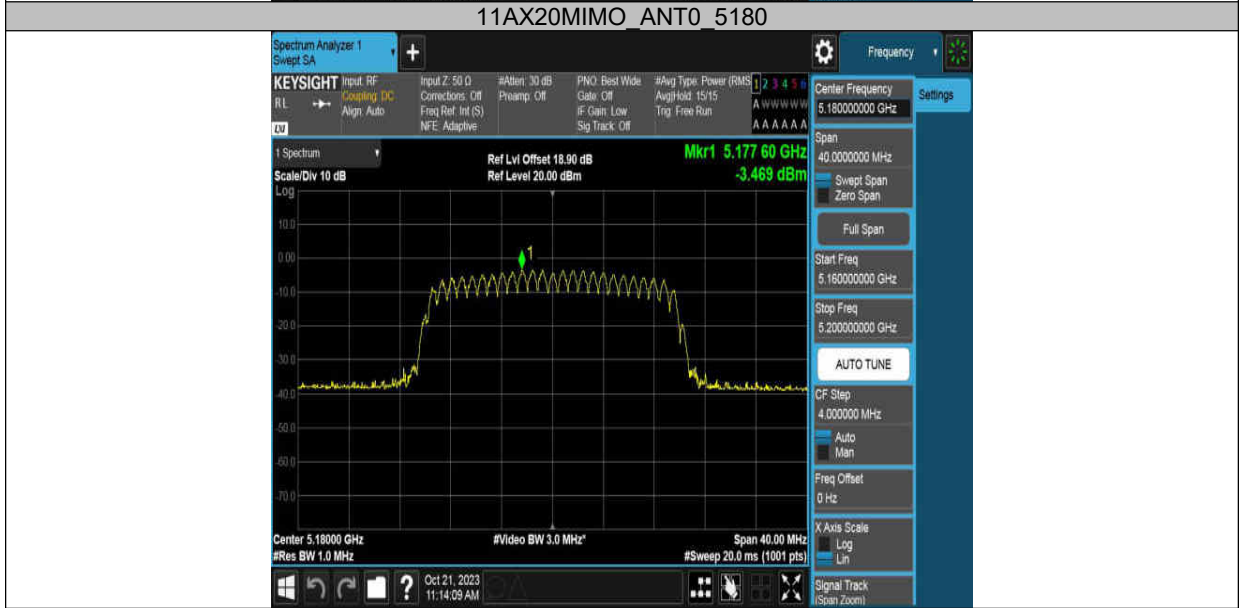 11AX20MIMO_ANT0_5180
Spectrum Analyzer 1
Swept SA
Frequency
KEYSIGHT
RL
Input: RF
Coupling: DC
Align: Auto
Input Z: 50 Ω
Corrections: Off
Freq Ref: Int (S)
NFE: Adaptive
#Atten: 30 dB
Preamp: Off
PNO: Best Wide
Gate: Off
IF Gain: Low
Sig Track: Off
#Avg Type: Power (RMS
Avg|Hold: 15/15
Trig: Free Run
1 2 3 4 5 6
A W W W W W
A A A A A A
1 Spectrum
Scale/Div 10 dB
Log
Ref Lvl Offset 18.90 dB
Ref Level 20.00 dBm
Mkr1 5.177 60 GHz
-3.469 dBm
1
10.0
0.00
-10.0
-20.0
-30.0
-40.0
-50.0
-60.0
-70.0
Center 5.18000 GHz
#Res BW 1.0 MHz
#Video BW 3.0 MHz*
Span 40.00 MHz
#Sweep 20.0 ms (1001 pts)
?
Oct 21, 2023
11:14:09 AM
Center Frequency
5.180000000 GHz
Settings
Span
40.0000000 MHz
Swept Span
Zero Span
Full Span
Start Freq
5.160000000 GHz
Stop Freq
5.200000000 GHz
AUTO TUNE
CF Step
4.000000 MHz
Auto
Man
Freq Offset
0 Hz
X Axis Scale
Log
Lin
Signal Track
(Span Zoom)